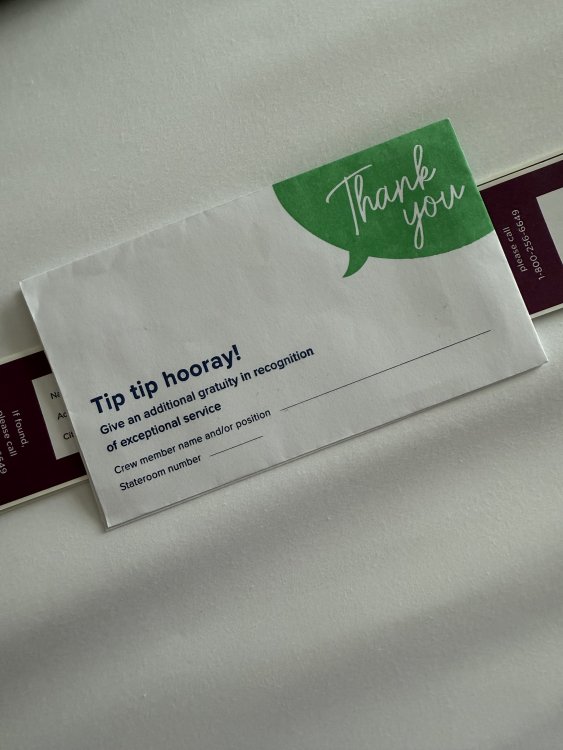 Thank
you
Tip tip hooray!
Give an additional gratuity in recognition
of exceptional service
Crew member name and/or position
Stateroom number
please call
1-800-256-6649
If found,
please call
6649